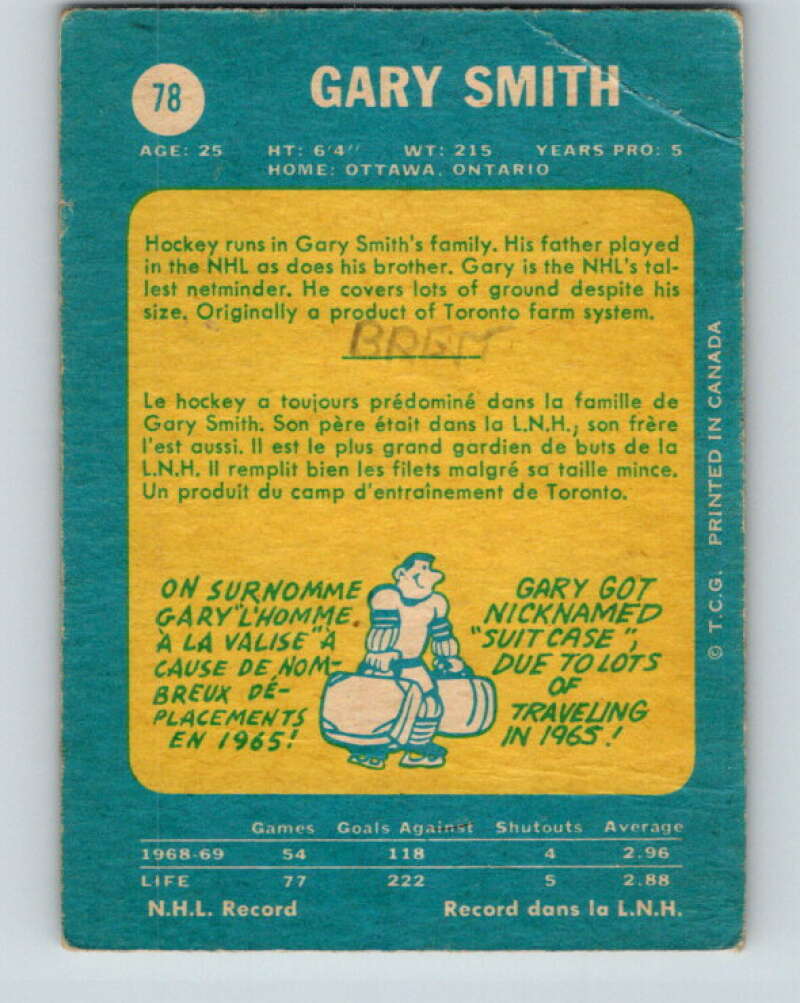 78
GARY SMITH
AGE: 25 HT: 6'4" WT: 215 YEARS PRO: 5
HOME: OTTAWA, ONTARIO
Hockey runs in Gary Smith's family. His father played
in the NHL as does his brother. Gary is the NHL's tal-
lest netminder. He covers lots of ground despite his
size. Originally a product of Toronto farm system.
Le hockey a toujours prédominé dans la famille de
Gary Smith. Son père était dans la L.N.H., son frère
l'est aussi. Il est le plus grand gardien de buts de la
L.N.H. Il remplit bien les filets malgré sa taille mince.
Un produit du camp d'entraînement de Toronto.
ON SURNOMME
GARY "L'HOMME
À LA VALISE" À
CAUSE DE NOM-
BREUX DÉ-
PLACEMENTS
EN 1965!
GARY GOT
NICKNAMED
"SUITCASE",
DUE TO LOTS
OF
TRAVELING
IN 1965!
© T.C.G. PRINTED IN CANADA
Games Goals Against Shutouts Average
1968-69 54 118 4 2.96
LIFE 77 222 5 2.88
N.H.L. Record Record dans la L.N.H.